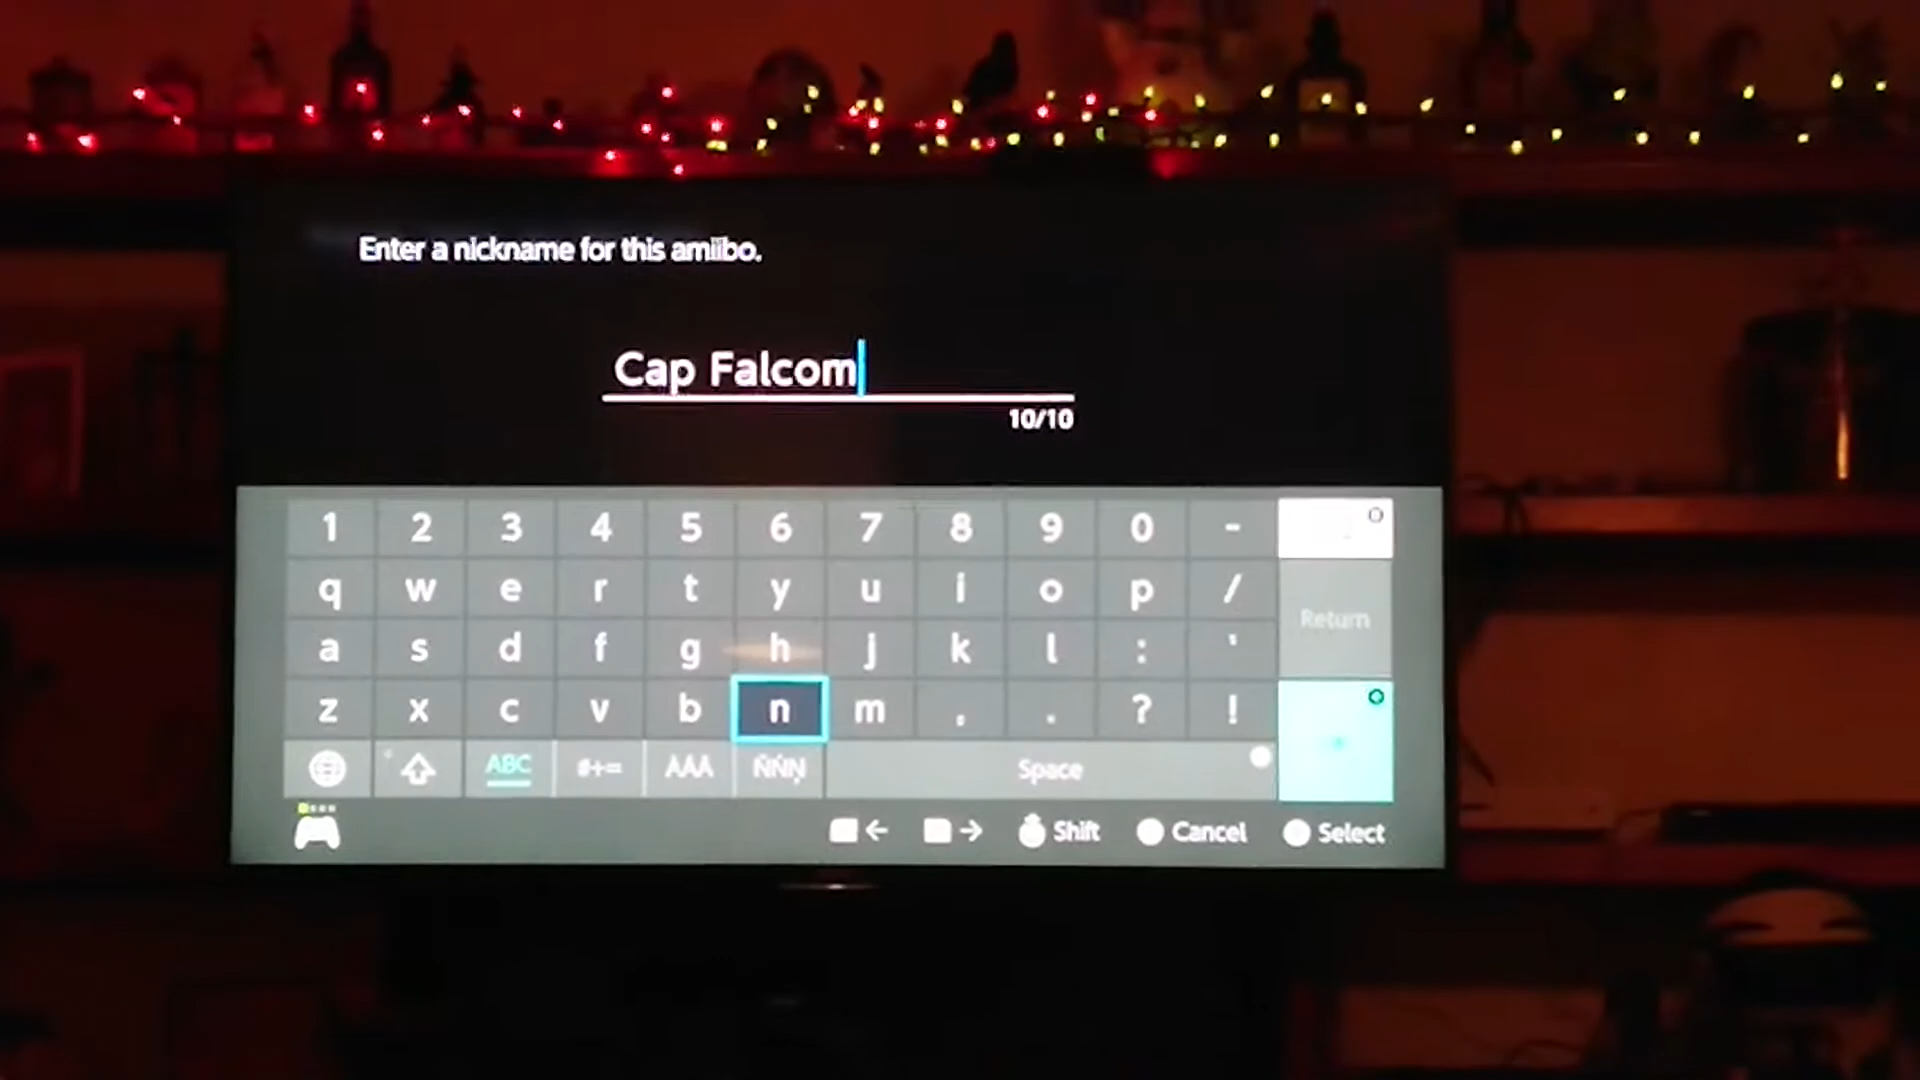 Enter a nickname for this amiibo.
Cap Falcom
10/10
1 2 3 4 5 6 7 8 9 0 -
q w e r t y u i o p /
Return
a s d f g h j k l : '
z x c v b n m , . ? !
ABC #+= ÀÁÂ ÑŃŅ Space
← → Shift Cancel Select